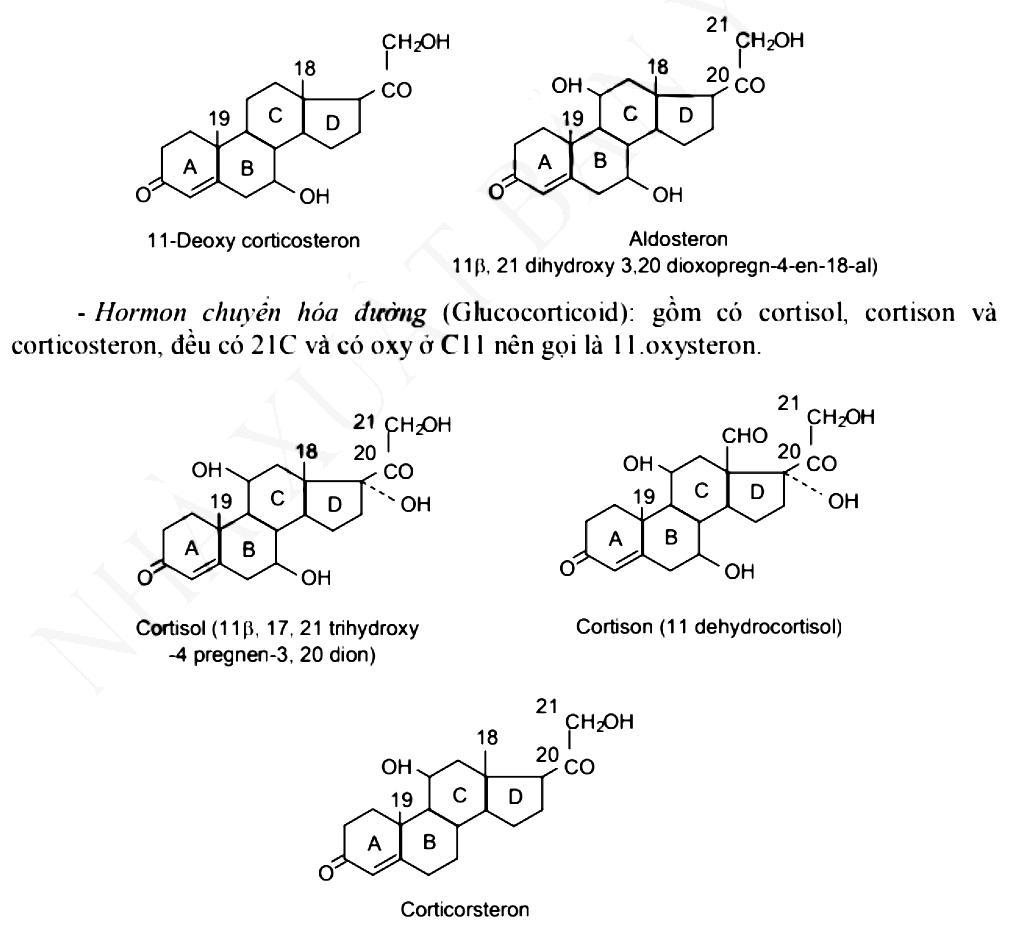 21
CH₂OH
18
CO
19
C
D
A
B
O
OH
11-Deoxy corticosteron
21
CH₂OH
18
20
OH
CO
19
C
D
A
B
O
OH
Aldosteron
11β, 21 dihydroxy 3,20 dioxopregn-4-en-18-al)
- Hormon chuyển hóa đường (Glucocorticoid): gồm có cortisol, cortison và
corticosteron, đều có 21C và có oxy ở C11 nên gọi là 11.oxysteron.
21
CH₂OH
18
20
OH
CO
19
C
D
OH
A
B
O
OH
Cortisol (11β, 17, 21 trihydroxy
-4 pregnen-3, 20 dion)
21
CH₂OH
CHO
20
OH
CO
19
C
D
OH
A
B
O
OH
Cortison (11 dehydrocortisol)
21
CH₂OH
18
20
OH
CO
19
C
D
A
B
O
Corticorsteron
NHÀ XUẤT BẢN Y